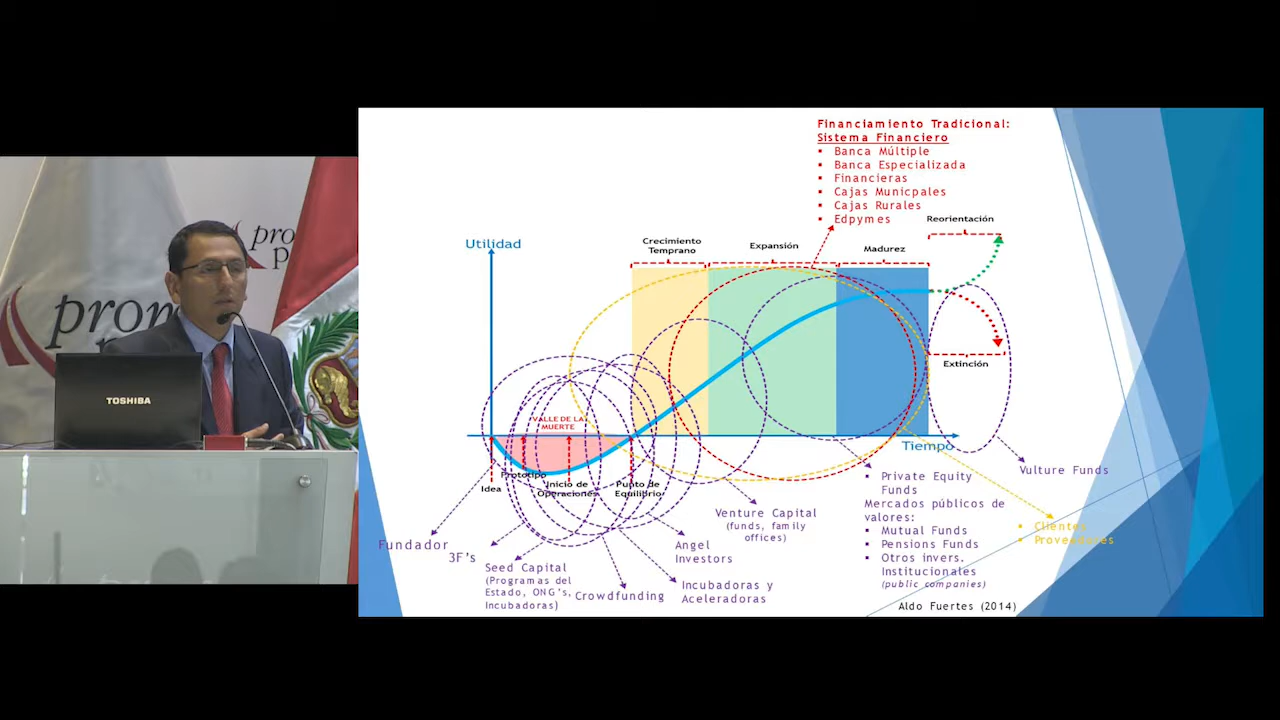 Financiamiento Tradicional:
Sistema Financiero
▪ Banca Múltiple
▪ Banca Especializada
▪ Financieras
▪ Cajas Municpales
▪ Cajas Rurales
▪ Edpymes
Reorientación
Utilidad
Crecimiento
Temprano
Expansión
Madurez
pro
p
prom
TOSHIBA
Extinción
VALLE DE LA
MUERTE
Tiempo
Idea
Prototipo
Inicio de
Operaciones
Punto de
Equilibrio
Vulture Funds
▪ Private Equity
Funds
Mercados públicos de
valores:
▪ Mutual Funds
▪ Pensions Funds
▪ Otros invers.
Institucionales
(public companies)
▪ Clientes
▪ Proveedores
Venture Capital
(funds, family
offices)
Fundador
3F's
Angel
Investors
Seed Capital
(Programas del
Estado, ONG's,
Incubadoras)
Crowdfunding
Incubadoras y
Aceleradoras
Aldo Fuertes (2014)